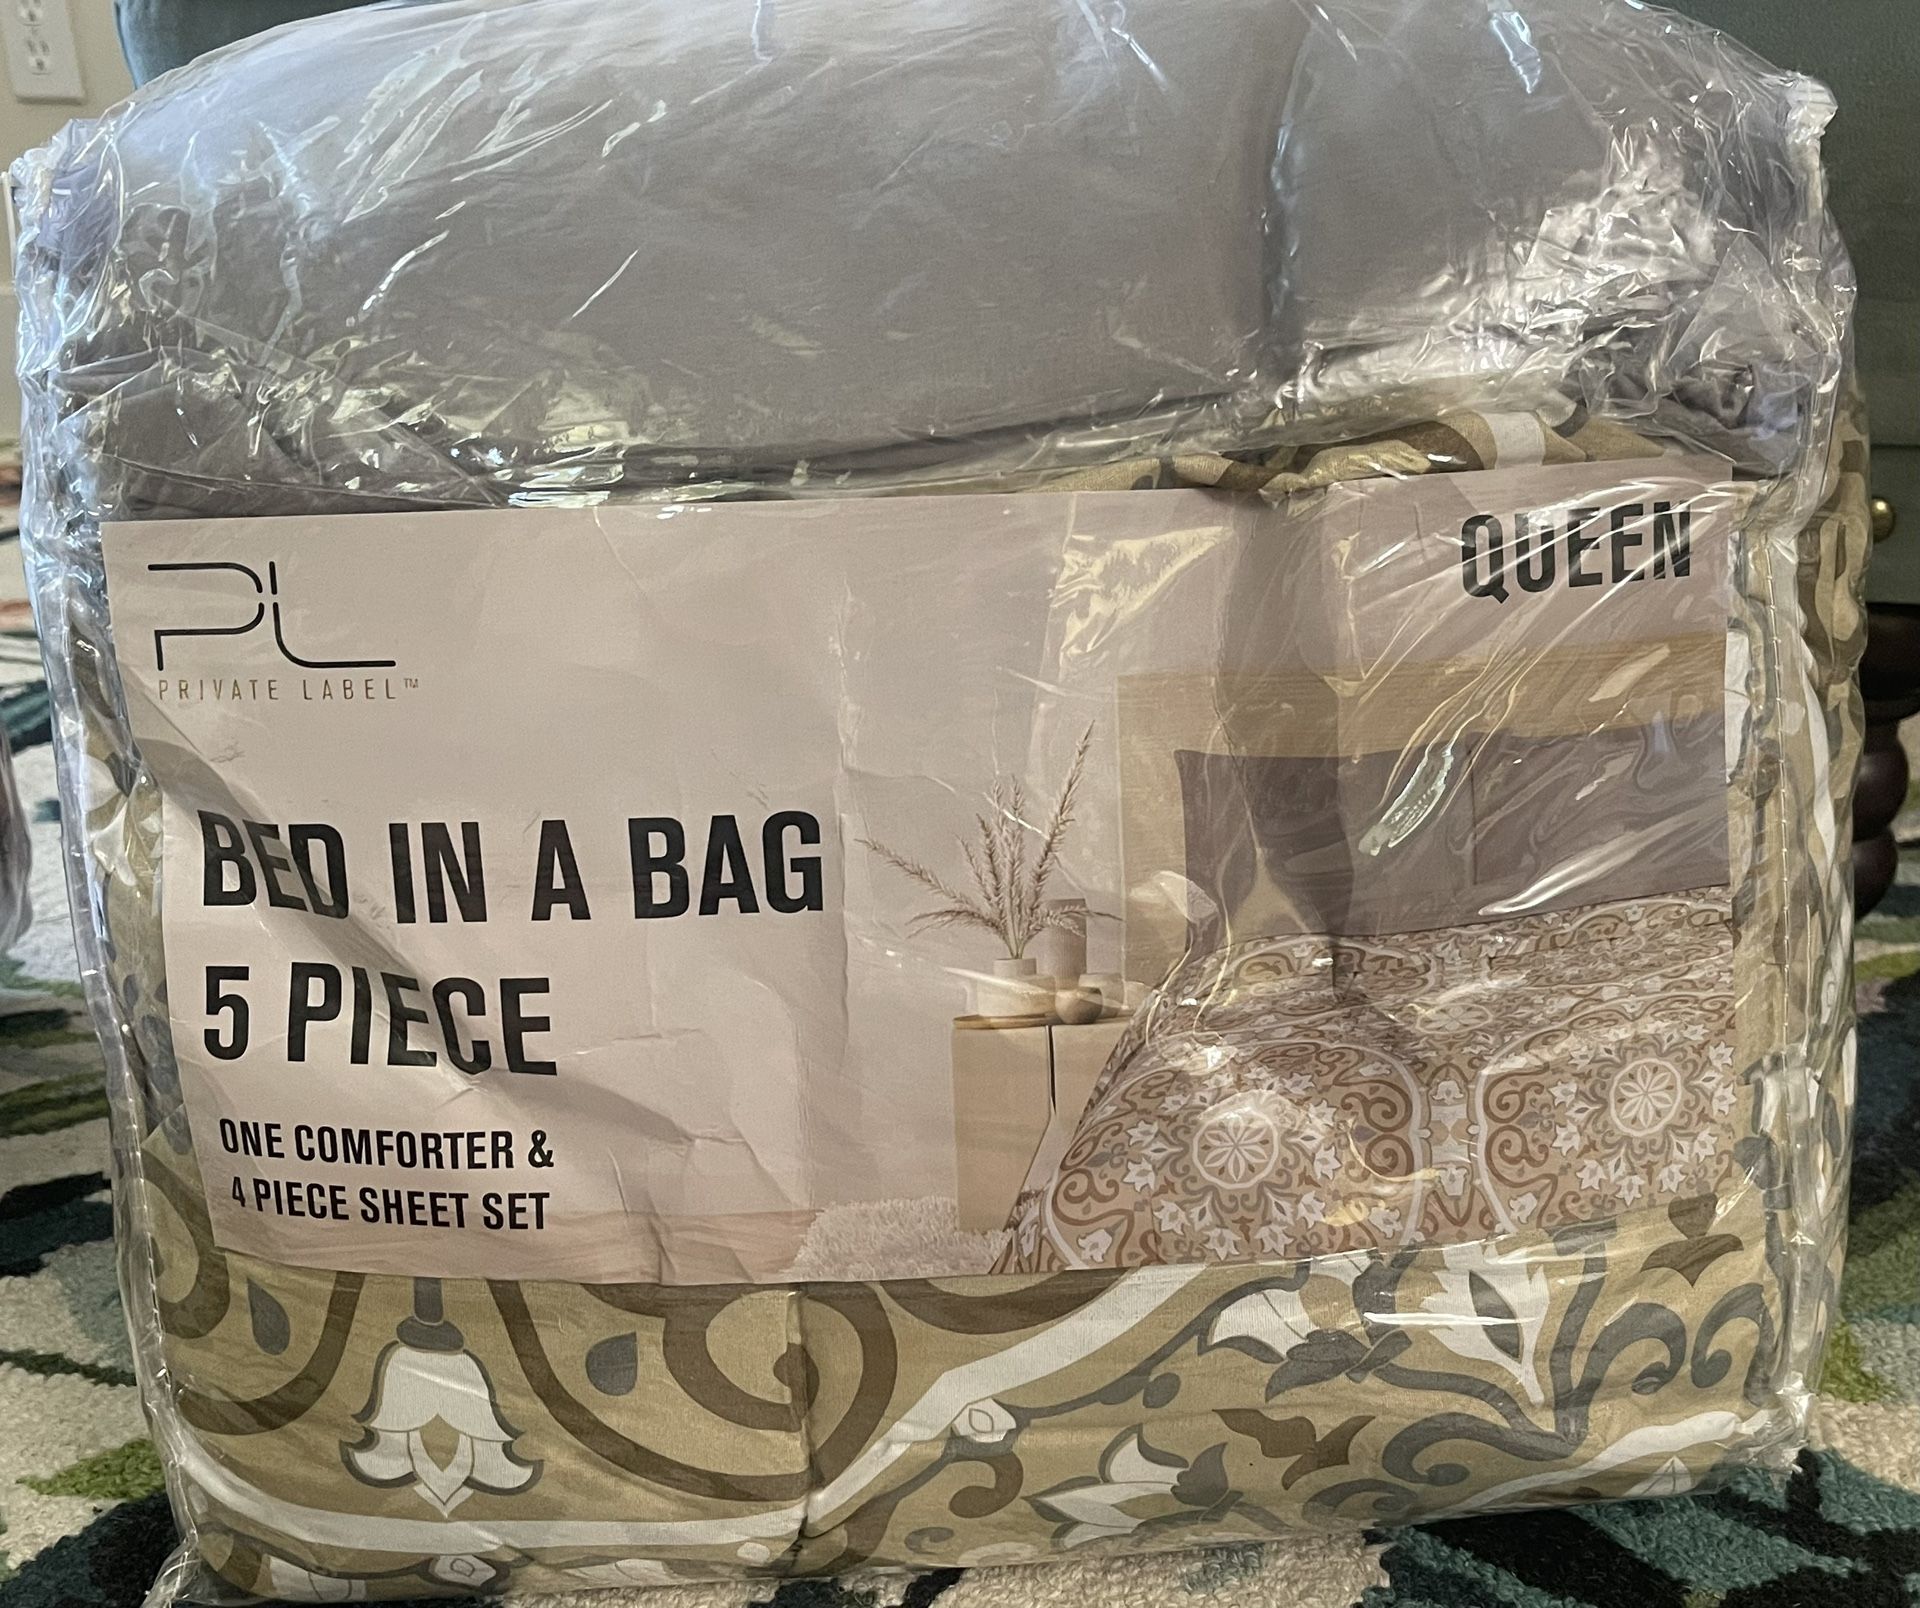 QUEEN
PL
PRIVATE LABEL™
BED IN A BAG
5 PIECE
ONE COMFORTER &
4 PIECE SHEET SET